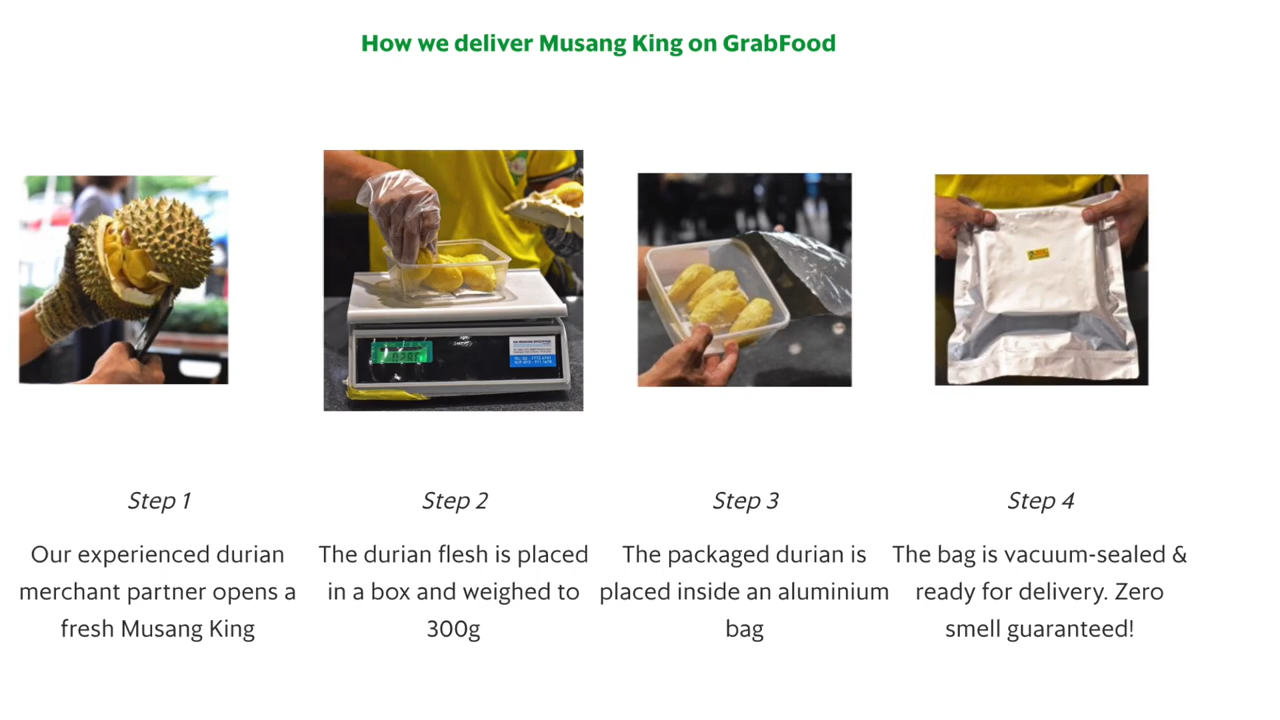 How we deliver Musang King on GrabFood
Step 1
Our experienced durian
merchant partner opens a
fresh Musang King
Step 2
The durian flesh is placed
in a box and weighed to
300g
Step 3
The packaged durian is
placed inside an aluminium
bag
Step 4
The bag is vacuum-sealed &
ready for delivery. Zero
smell guaranteed!